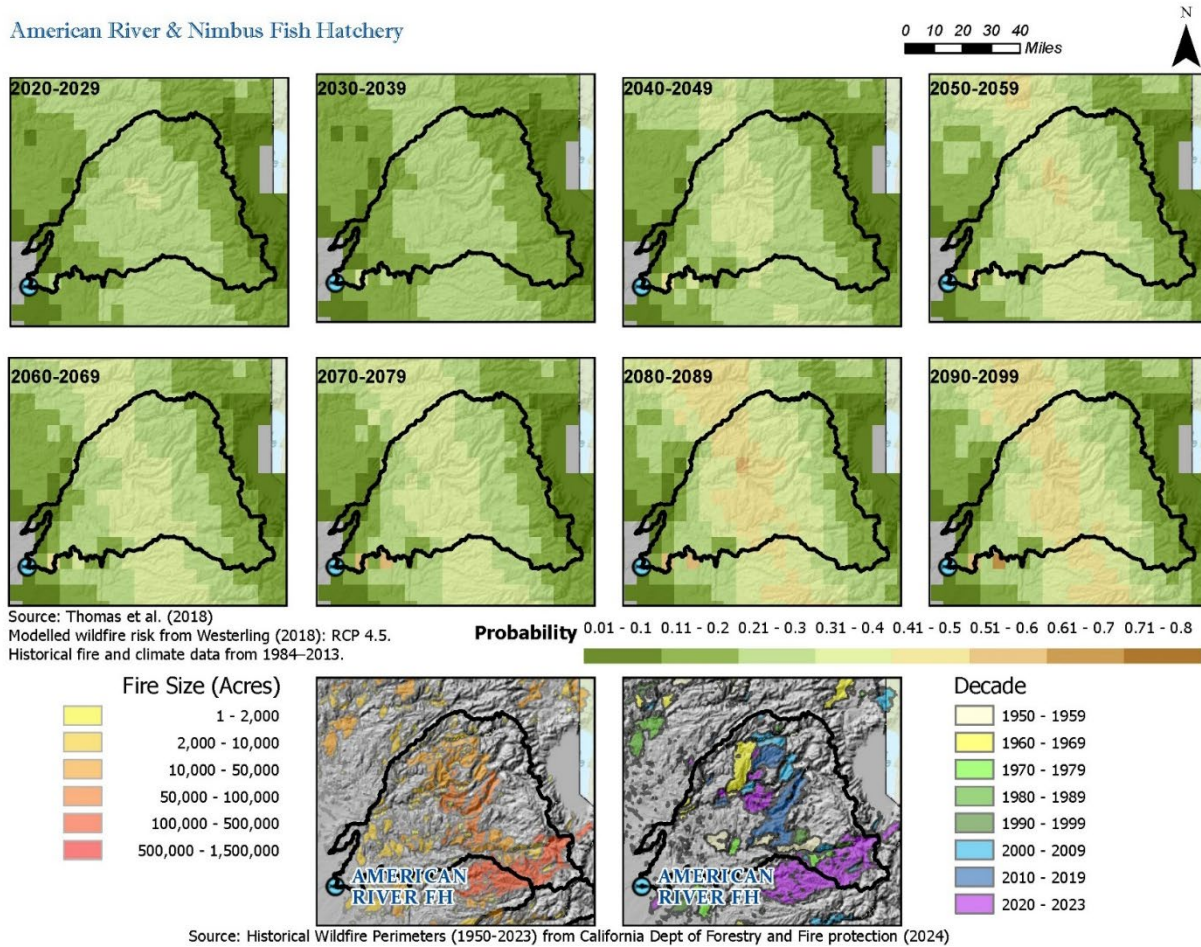 American River & Nimbus Fish Hatchery
0 10 20 30 40
Miles
N
2020-2029
2030-2039
2040-2049
2050-2059
2060-2069
2070-2079
2080-2089
2090-2099
Source: Thomas et al. (2018)
Modelled wildfire risk from Westerling (2018): RCP 4.5.
Historical fire and climate data from 1984–2013.
Probability 0.01 - 0.1 0.11 - 0.2 0.21 - 0.3 0.31 - 0.4 0.41 - 0.5 0.51 - 0.6 0.61 - 0.7 0.71 - 0.8
Fire Size (Acres)
1 - 2,000
2,000 - 10,000
10,000 - 50,000
50,000 - 100,000
100,000 - 500,000
500,000 - 1,500,000
AMERICAN
RIVER FH
AMERICAN
RIVER FH
Decade
1950 - 1959
1960 - 1969
1970 - 1979
1980 - 1989
1990 - 1999
2000 - 2009
2010 - 2019
2020 - 2023
Source: Historical Wildfire Perimeters (1950-2023) from California Dept of Forestry and Fire protection (2024)